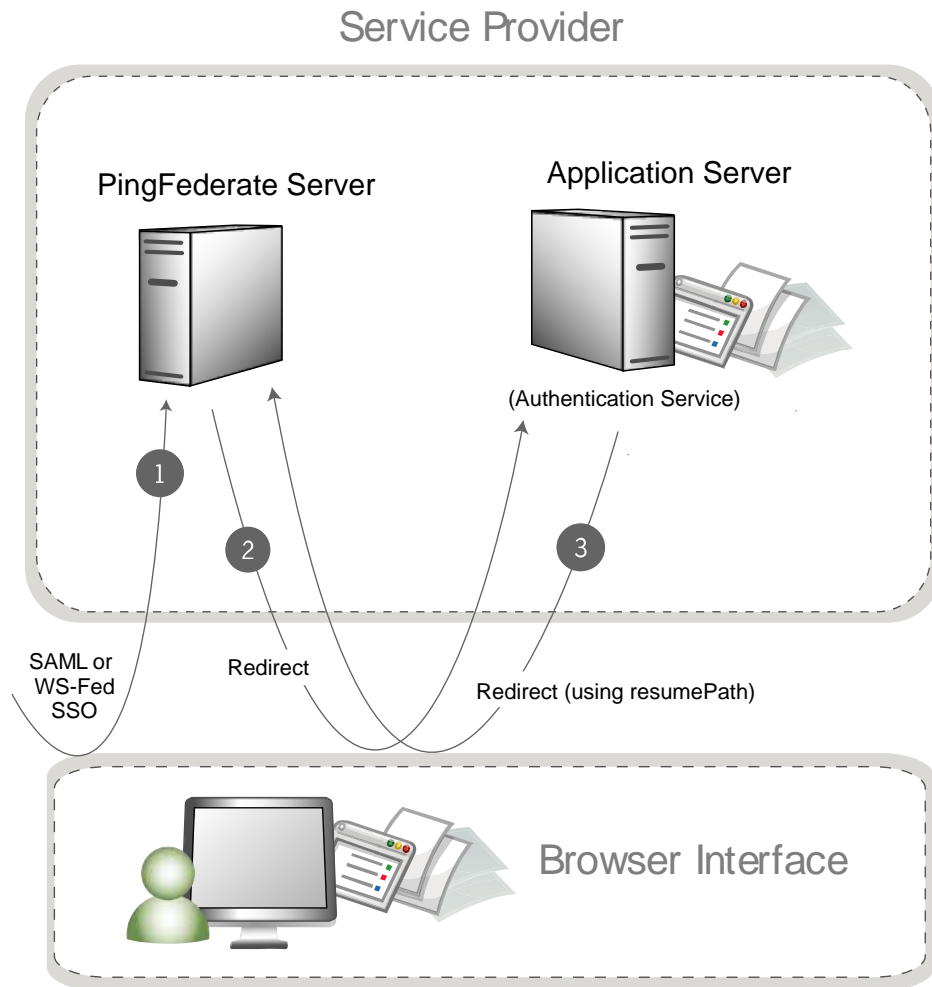 Service Provider
PingFederate Server
Application Server
(Authentication Service)
1
2
3
SAML or
WS-Fed
SSO
Redirect
Redirect (using resumePath)
Browser Interface